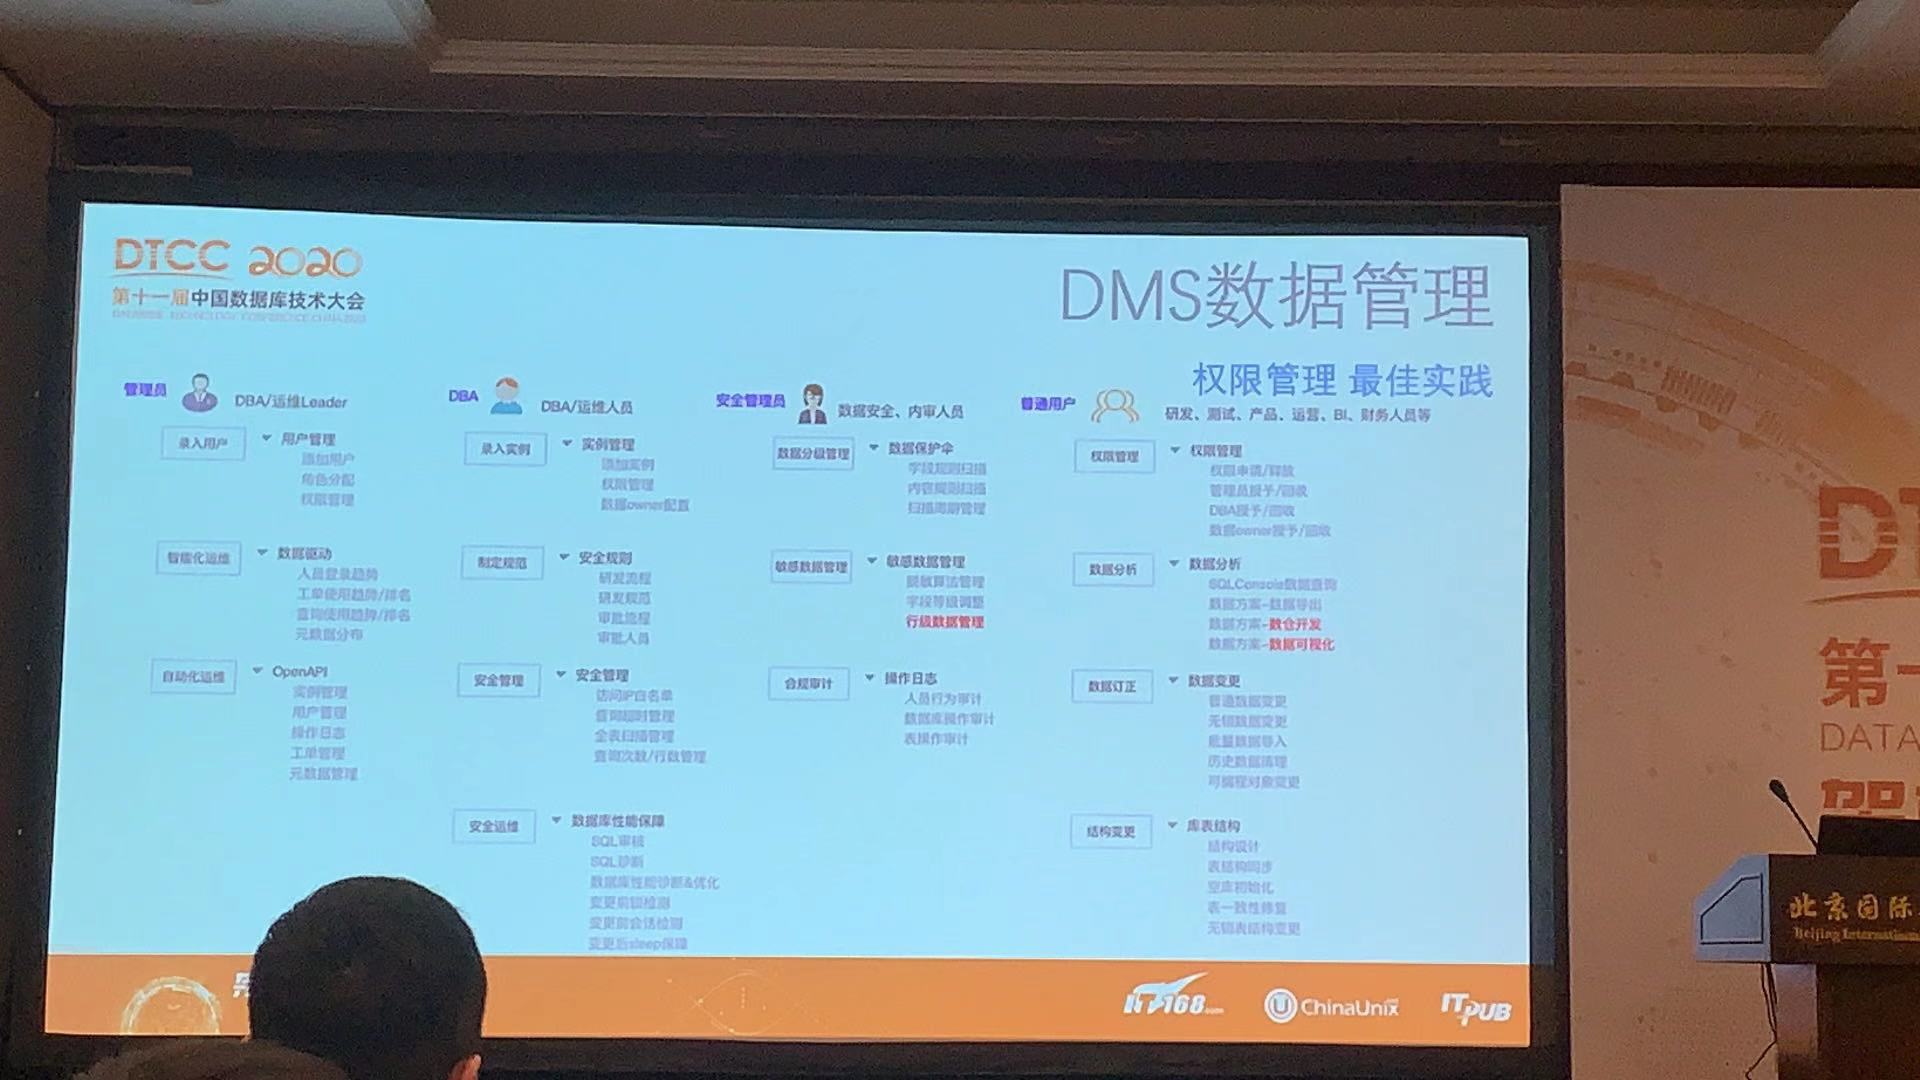 DTCC 2020
第十一届中国数据库技术大会
DATABASE TECHNOLOGY CONFERENCE CHINA 2020
DMS数据管理
权限管理 最佳实践
管理员
DBA/运维Leader
录入用户
用户管理
添加用户
角色分配
权限管理
智能化运维
数据驱动
人员登录趋势
工单使用趋势/排名
查询使用趋势/排名
元数据分布
自动化运维
OpenAPI
实例管理
用户管理
操作日志
工单管理
元数据管理
DBA
DBA/运维人员
录入实例
实例管理
添加实例
权限管理
数据owner配置
制定规范
安全规则
研发流程
研发规范
审批流程
审批人员
安全管理
安全管理
访问IP白名单
查询超时管理
全表扫描管理
查询次数/行数管理
安全运维
数据库性能保障
SQL审核
SQL诊断
数据库性能诊断&优化
变更前锁检测
变更前会话检测
变更后sleep保障
安全管理员
数据安全、内审人员
数据分级管理
数据保护伞
字段规则扫描
内容规则扫描
扫描周期管理
敏感数据管理
敏感数据管理
脱敏算法管理
字段等级调整
行级数据管理
合规审计
操作日志
人员行为审计
数据库操作审计
表操作审计
普通用户
研发、测试、产品、运营、BI、财务人员等
权限管理
权限管理
权限申请/释放
管理员授予/回收
DBA授予/回收
数据owner授予/回收
数据分析
数据分析
SQLConsole数据查询
数据方案-数据导出
数据方案-数仓开发
数据方案-数据可视化
数据订正
数据变更
普通数据变更
无锁数据变更
批量数据导入
历史数据清理
可编程对象变更
结构变更
库表结构
结构设计
表结构同步
空库初始化
表一致性修复
无锁表结构变更
IT168.com
ChinaUnix
ITPUB
第
DATA
北京国际
Beijing International